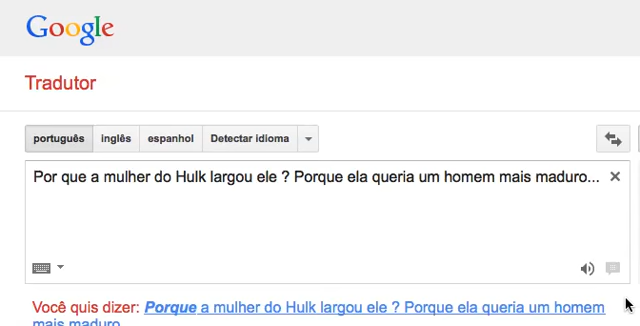 Google
Tradutor
português inglês espanhol Detectar idioma
Por que a mulher do Hulk largou ele ? Porque ela queria um homem mais maduro...
Você quis dizer: Porque a mulher do Hulk largou ele ? Porque ela queria um homem
mais maduro